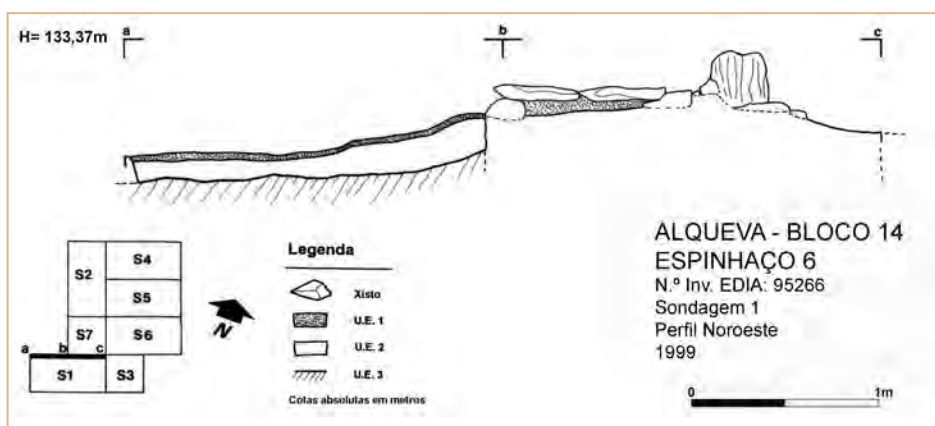 H= 133,37m
a
b
c
S2
S4
S5
S7
S6
a
b
c
S1
S3
N
Legenda
Xisto
U.E. 1
U.E. 2
U.E. 3
Cotas absolutas em metros
ALQUEVA - BLOCO 14
ESPINHAÇO 6
N.º Inv. EDIA: 95266
Sondagem 1
Perfil Noroeste
1999
0
1m